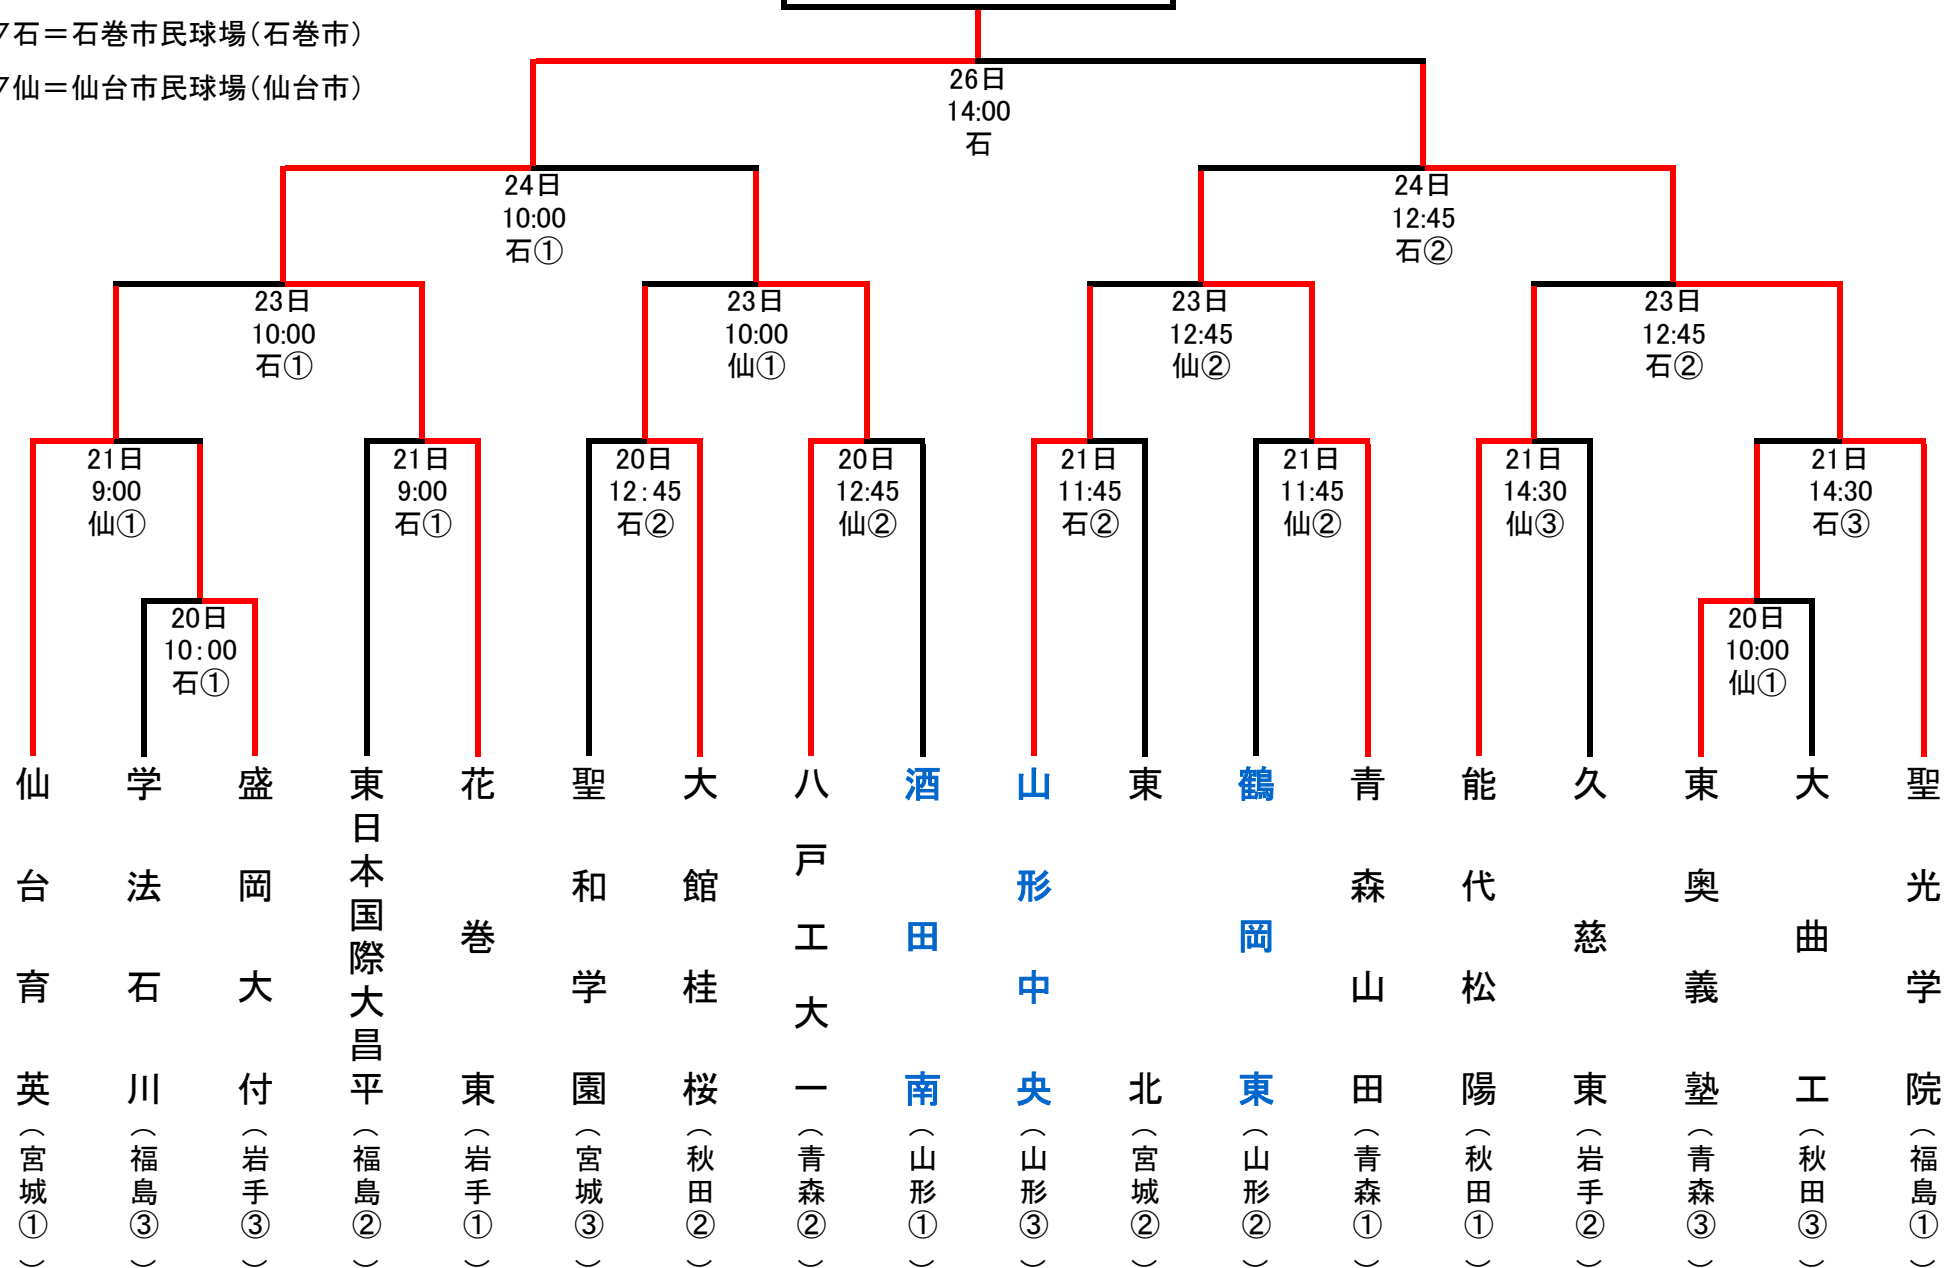 石＝石巻市民球場（石巻市）
仙＝仙台市民球場（仙台市）
26日
14:00
石
24日
10:00
石①
24日
12:45
石②
23日
10:00
石①
23日
10:00
仙①
23日
12:45
仙②
23日
12:45
石②
21日
9:00
仙①
21日
9:00
石①
20日
12：45
石②
20日
12:45
仙②
21日
11:45
石②
21日
11:45
仙②
21日
14:30
仙③
21日
14:30
石③
20日
10：00
石①
20日
10:00
仙①
仙台育英（宮城①）
学法石川（福島③）
盛岡大付（岩手③）
東日本国際大昌平（福島②）
花巻東（岩手①）
聖和学園（宮城③）
大館桂桜（秋田②）
八戸工大一（青森②）
酒田南（山形①）
山形中央（山形③）
東北（宮城②）
鶴岡東（山形②）
青森山田（青森①）
能代松陽（秋田①）
久慈東（岩手②）
東奥義塾（青森③）
大曲工（秋田③）
聖光学院（福島①）